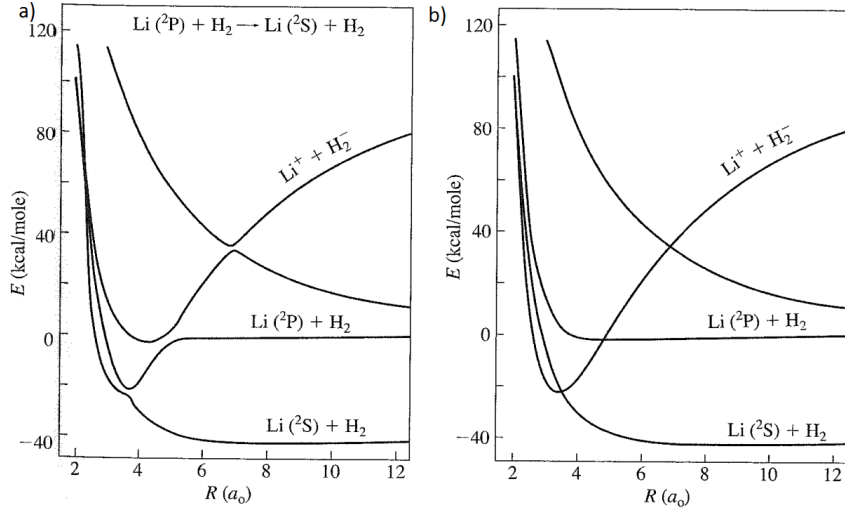 a)
Li (²P) + H₂ → Li (²S) + H₂
120
80
40
0
−40
E (kcal/mole)
Li⁺ + H₂⁻
Li (²P) + H₂
Li (²S) + H₂
2 4 6 8 10 12
R (aₒ)
b)
120
80
40
0
−40
E (kcal/mole)
Li⁺ + H₂⁻
Li (²P) + H₂
Li (²S) + H₂
2 4 6 8 10 12
R (aₒ)